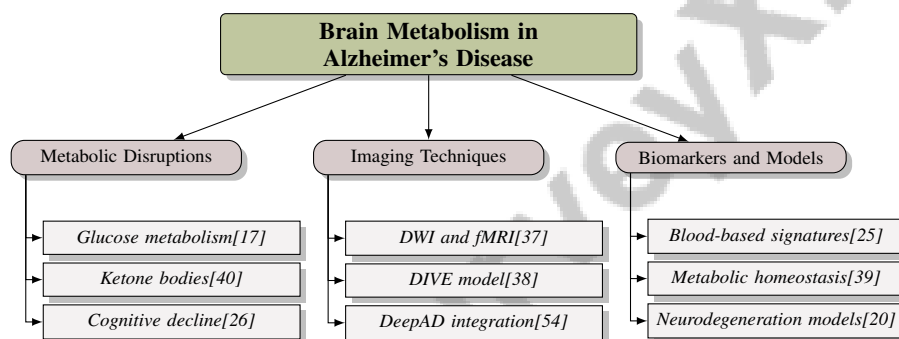 Brain Metabolism in
Alzheimer's Disease
Metabolic Disruptions
Imaging Techniques
Biomarkers and Models
Glucose metabolism[17]
Ketone bodies[40]
Cognitive decline[26]
DWI and fMRI[37]
DIVE model[38]
DeepAD integration[54]
Blood-based signatures[25]
Metabolic homeostasis[39]
Neurodegeneration models[20]